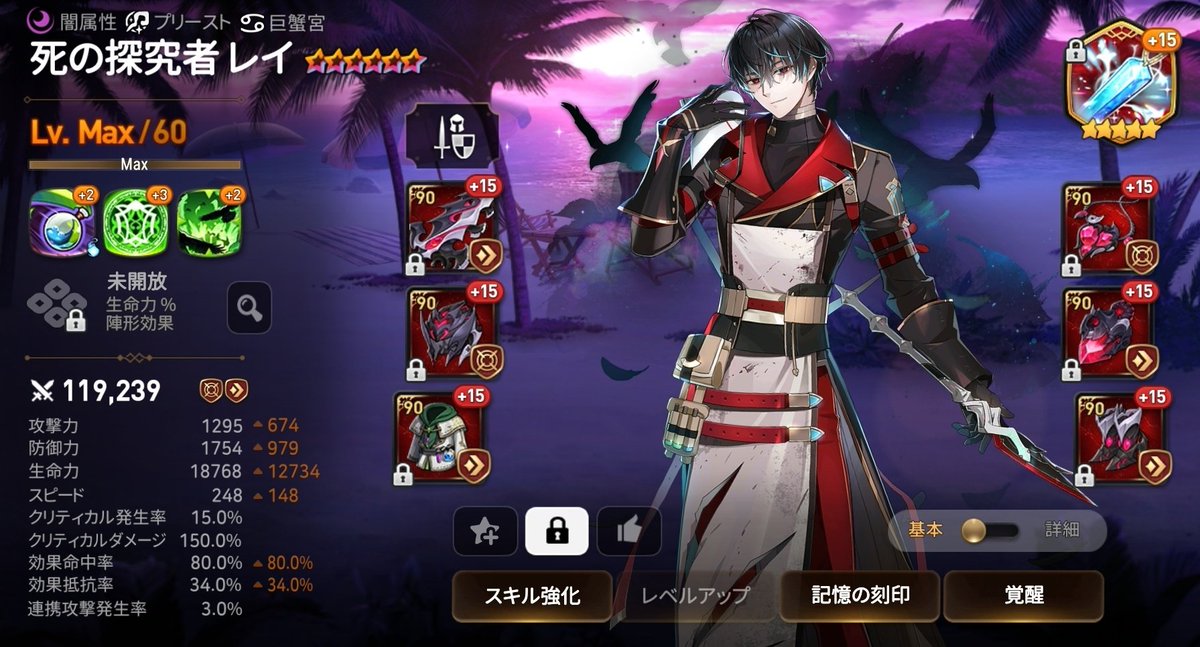 闇属性 プリースト 巨蟹宮
死の探究者 レイ
Lv. Max/60
Max
+2 +3 +2
未開放
生命力 %
陣形効果
119,239
攻撃力 1295 674
防御力 1754 979
生命力 18768 12734
スピード 248 148
クリティカル発生率 15.0%
クリティカルダメージ 150.0%
効果命中率 80.0% 80.0%
効果抵抗率 34.0% 34.0%
連携攻撃発生率 3.0%
90 +15
90 +15
90 +15
+15
90 +15
90 +15
90 +15
基本 詳細
スキル強化 レベルアップ 記憶の刻印 覚醒